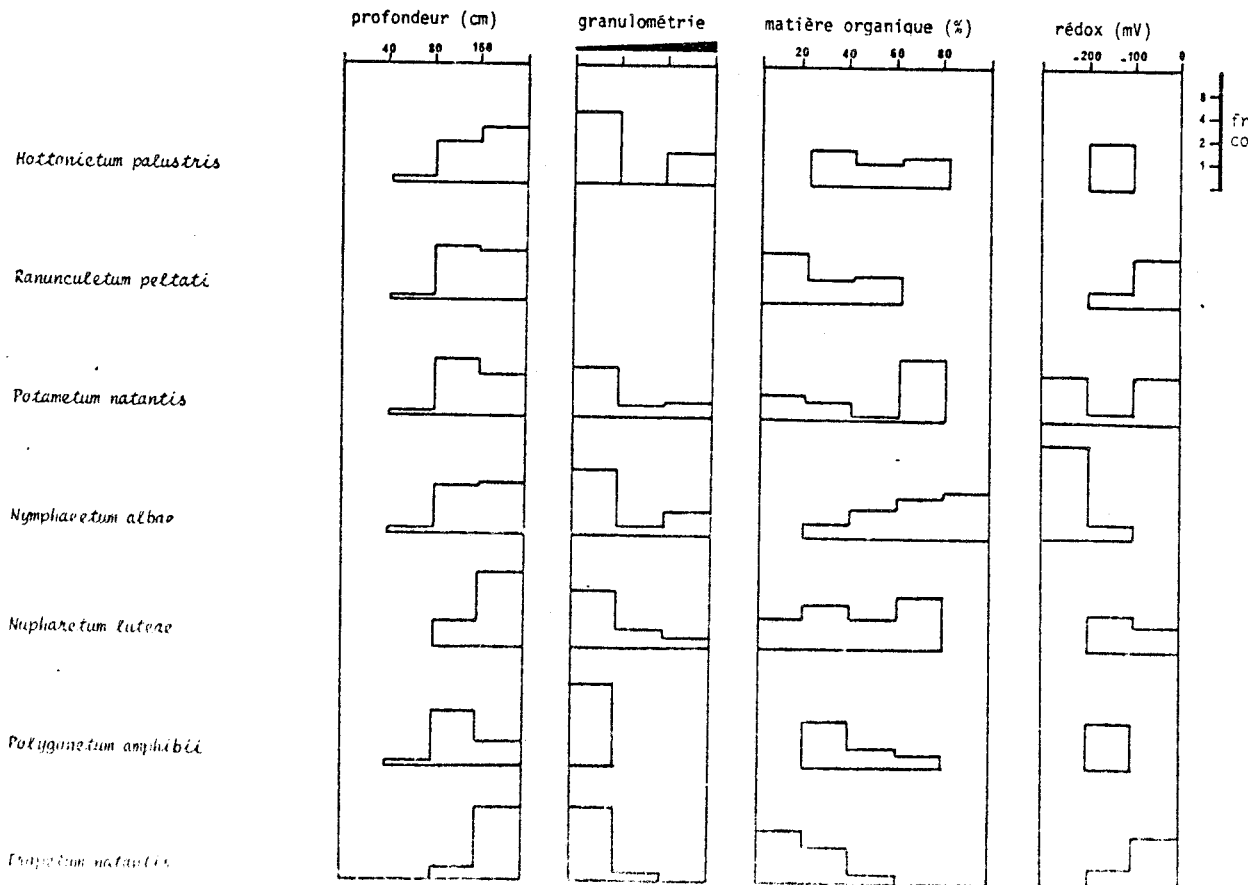 profondeur (cm) granulométrie matière organique (%) rédox (mV)
40 80 160 20 40 60 80 -200 -100 0
8
4 fr
2 co
1
Hottonietum palustris
Ranunculetum peltati
Potametum natantis
Nymphaeetum albae
Nupharetum luteae
Polygonetum amphibii
natantis